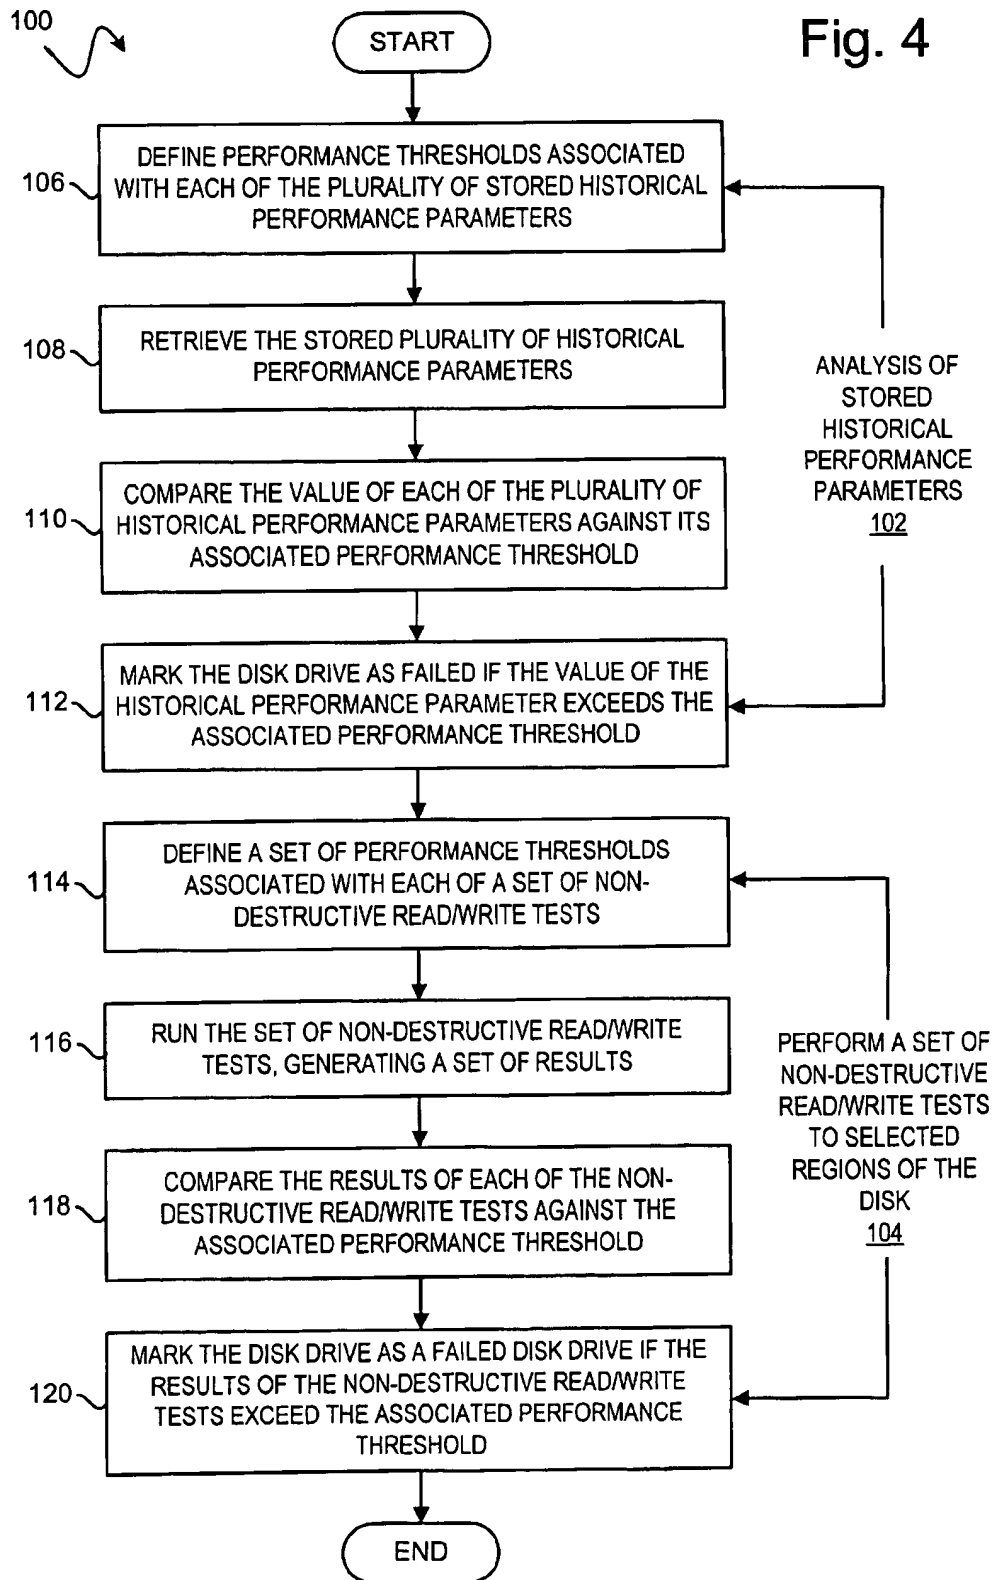 100
START
Fig. 4
106
DEFINE PERFORMANCE THRESHOLDS ASSOCIATED
WITH EACH OF THE PLURALITY OF STORED HISTORICAL
PERFORMANCE PARAMETERS
108
RETRIEVE THE STORED PLURALITY OF HISTORICAL
PERFORMANCE PARAMETERS
ANALYSIS OF
STORED
HISTORICAL
PERFORMANCE
PARAMETERS
102
110
COMPARE THE VALUE OF EACH OF THE PLURALITY OF
HISTORICAL PERFORMANCE PARAMETERS AGAINST ITS
ASSOCIATED PERFORMANCE THRESHOLD
112
MARK THE DISK DRIVE AS FAILED IF THE VALUE OF THE
HISTORICAL PERFORMANCE PARAMETER EXCEEDS THE
ASSOCIATED PERFORMANCE THRESHOLD
114
DEFINE A SET OF PERFORMANCE THRESHOLDS
ASSOCIATED WITH EACH OF A SET OF NON-
DESTRUCTIVE READ/WRITE TESTS
116
RUN THE SET OF NON-DESTRUCTIVE READ/WRITE
TESTS, GENERATING A SET OF RESULTS
PERFORM A SET OF
NON-DESTRUCTIVE
READ/WRITE TESTS
TO SELECTED
REGIONS OF THE
DISK
104
118
COMPARE THE RESULTS OF EACH OF THE NON-
DESTRUCTIVE READ/WRITE TESTS AGAINST THE
ASSOCIATED PERFORMANCE THRESHOLD
120
MARK THE DISK DRIVE AS A FAILED DISK DRIVE IF THE
RESULTS OF THE NON-DESTRUCTIVE READ/WRITE
TESTS EXCEED THE ASSOCIATED PERFORMANCE
THRESHOLD
END